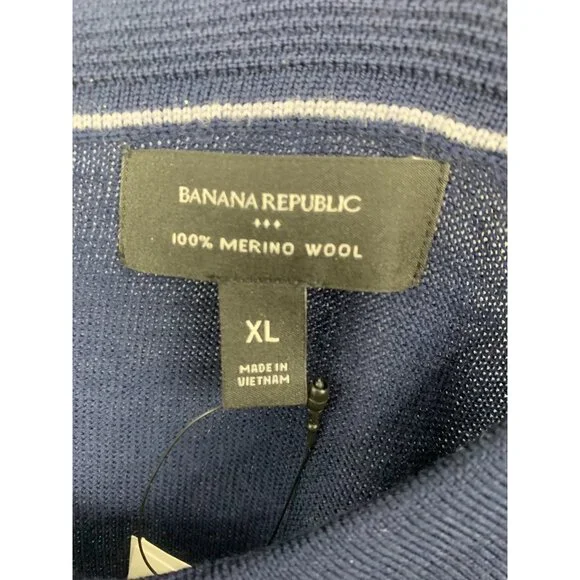 BANANA REPUBLIC
100% MERINO WOOL
XL
MADE IN
VIETNAM